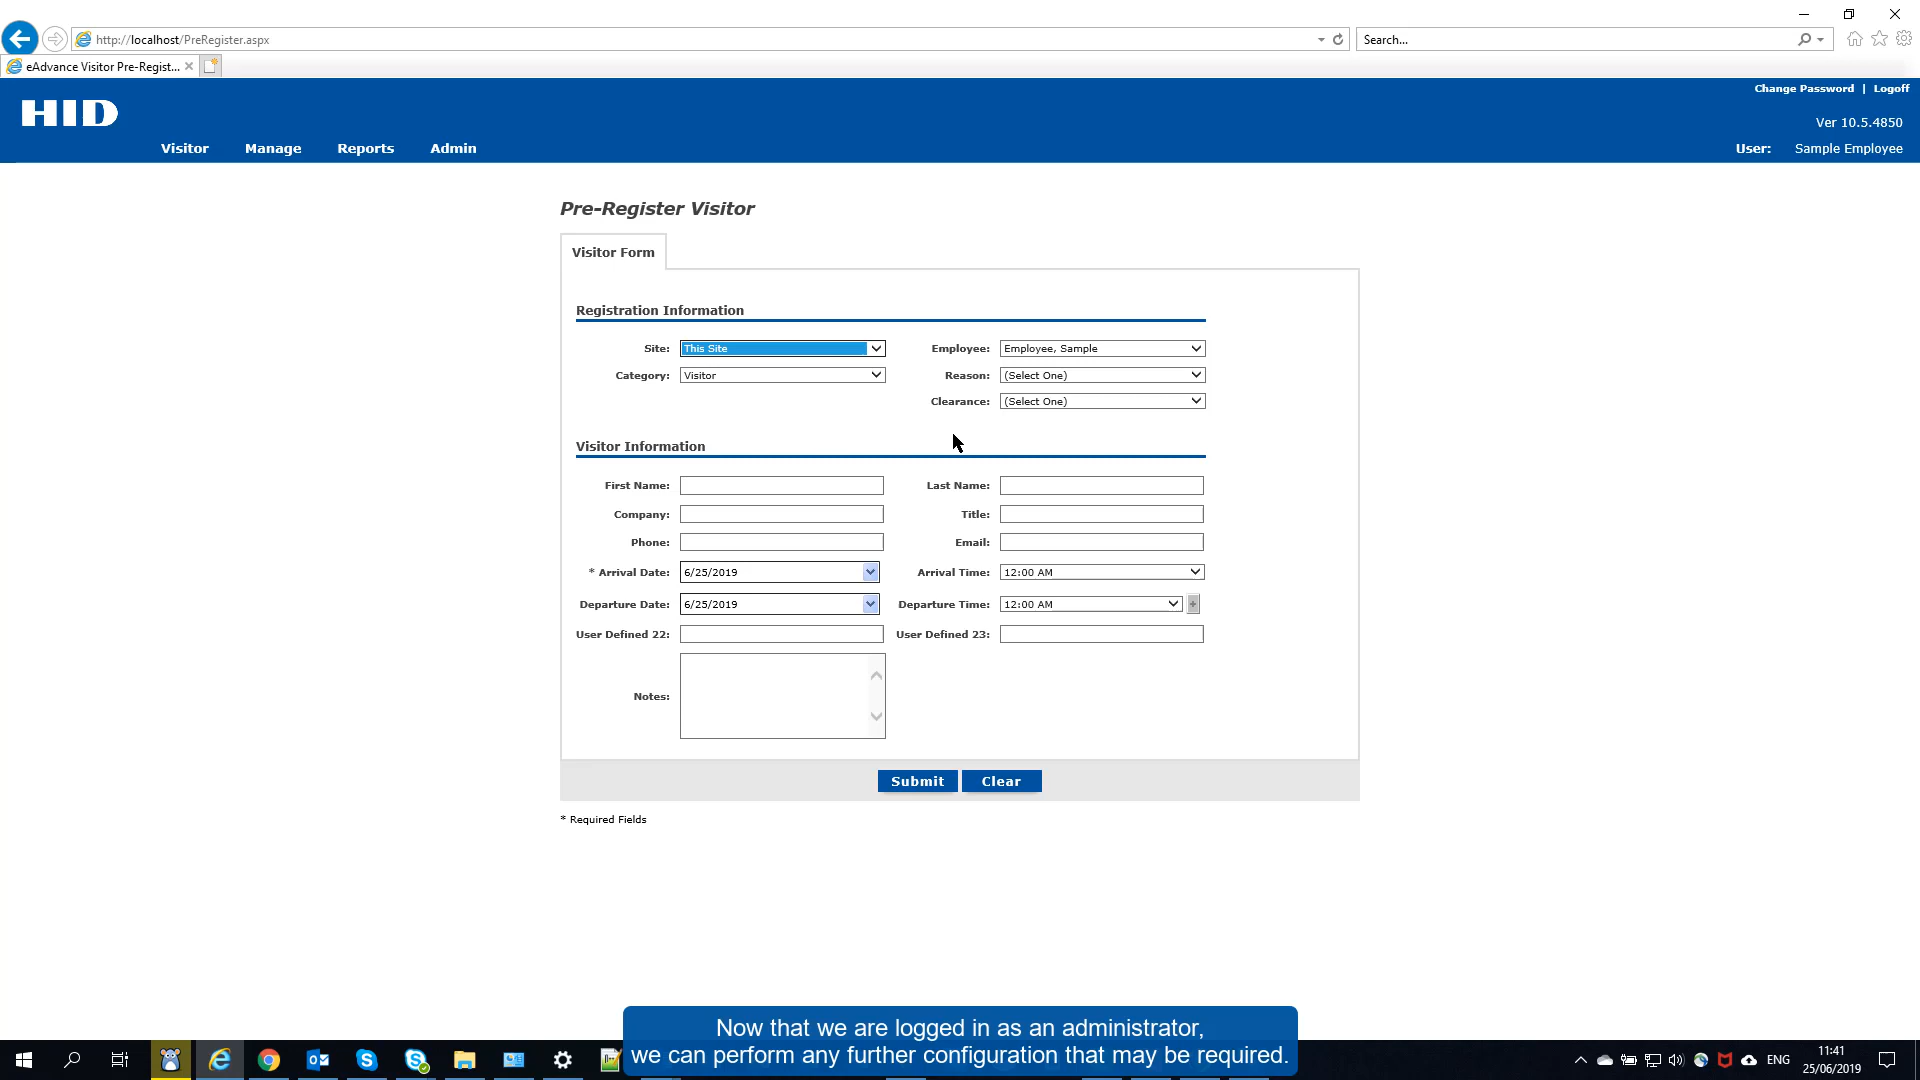 http://localhost/PreRegister.aspx
Search...
eAdvance Visitor Pre-Regist...
Change Password | Logoff
HID
Ver 10.5.4850
Visitor Manage Reports Admin
User: Sample Employee
Pre-Register Visitor
Visitor Form
Registration Information
Site: This Site Employee: Employee, Sample
Category: Visitor Reason: (Select One)
Clearance: (Select One)
Visitor Information
First Name: Last Name:
Company: Title:
Phone: Email:
* Arrival Date: 6/25/2019 Arrival Time: 12:00 AM
Departure Date: 6/25/2019 Departure Time: 12:00 AM +
User Defined 22: User Defined 23:
Notes:
Submit Clear
* Required Fields
Now that we are logged in as an administrator,
we can perform any further configuration that may be required.
ENG
11:41
25/06/2019